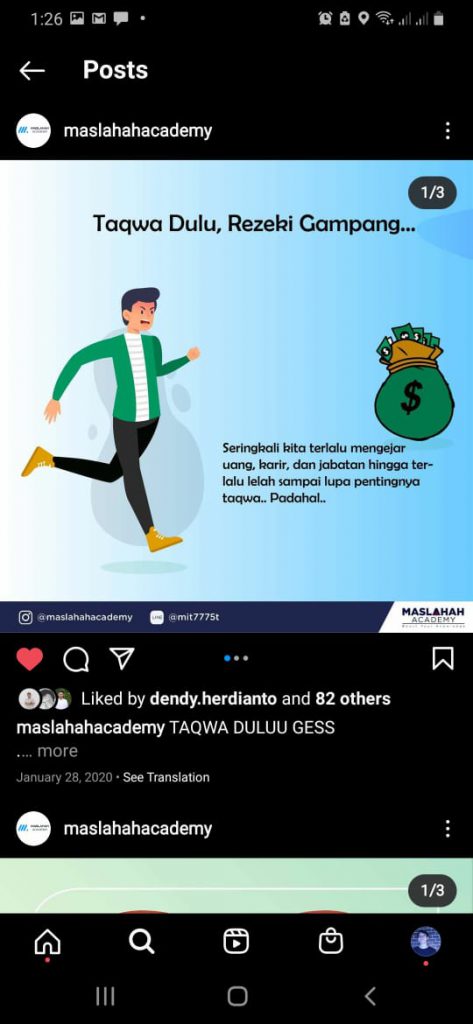 1:26
Posts
maslahahacademy
1/3
Taqwa Dulu, Rezeki Gampang...
$
Seringkali kita terlalu mengejar
uang, karir, dan jabatan hingga ter-
lalu lelah sampai lupa pentingnya
taqwa.. Padahal..
@maslahahacademy LINE @mit7775t
MASLAHAH
ACADEMY
Liked by dendy.herdianto and 82 others
maslahahacademy TAQWA DULUU GESS
.... more
January 28, 2020 • See Translation
maslahahacademy
1/3